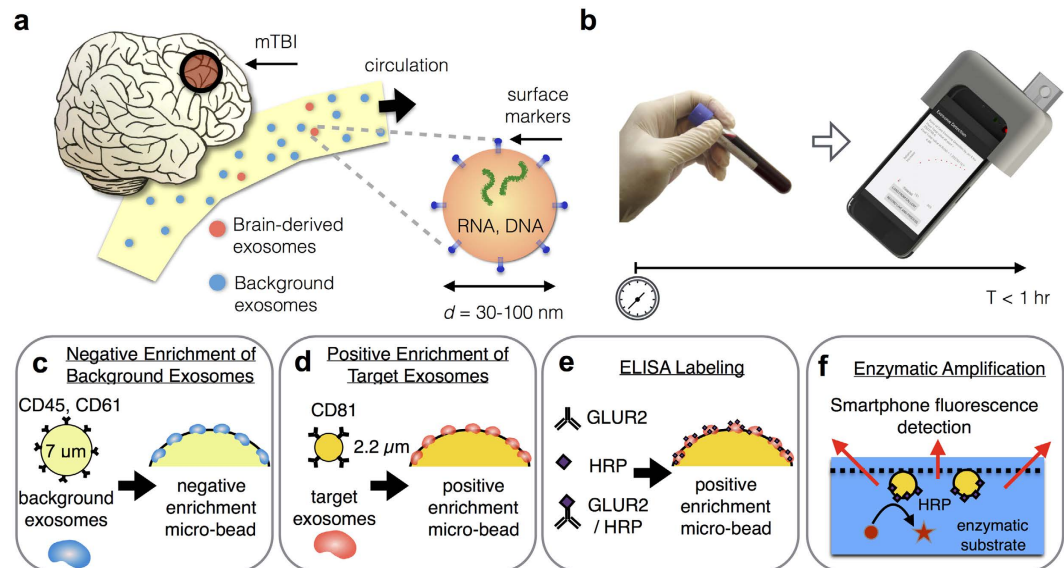 a
mTBI
circulation
surface
markers
RNA, DNA
Brain-derived
exosomes
Background
exosomes
d = 30-100 nm
b
Exosome Detection
T < 1 hr
c
Negative Enrichment of
Background Exosomes
CD45, CD61
7 um
background
exosomes
negative
enrichment
micro-bead
d
Positive Enrichment of
Target Exosomes
CD81
2.2 μm
target
exosomes
positive
enrichment
micro-bead
e
ELISA Labeling
GLUR2
HRP
GLUR2
/ HRP
positive
enrichment
micro-bead
f
Enzymatic Amplification
Smartphone fluorescence
detection
HRP
enzymatic
substrate